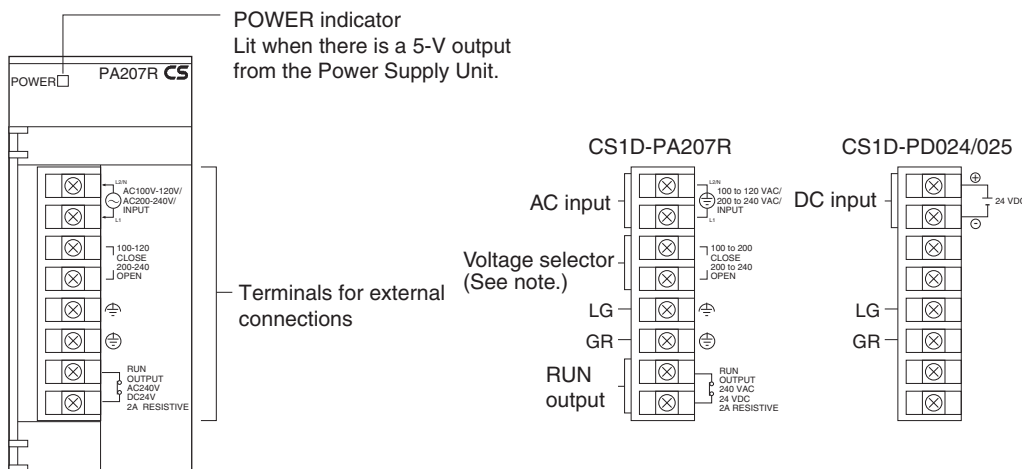 POWER indicator
Lit when there is a 5-V output
from the Power Supply Unit.
POWER
PA207R CS
L2/N
AC100V-120V/
AC200-240V/
INPUT
L1
100-120
CLOSE
200-240
OPEN
RUN
OUTPUT
AC240V
DC24V
2A RESISTIVE
Terminals for external
connections
CS1D-PA207R
AC input
Voltage selector
(See note.)
LG
GR
RUN
output
L2/N
100 to 120 VAC/
200 to 240 VAC/
INPUT
L1
100 to 200
CLOSE
200 to 240
OPEN
RUN
OUTPUT
240 VAC
24 VDC
2A RESISTIVE
CS1D-PD024/025
DC input
LG
GR
24 VDC